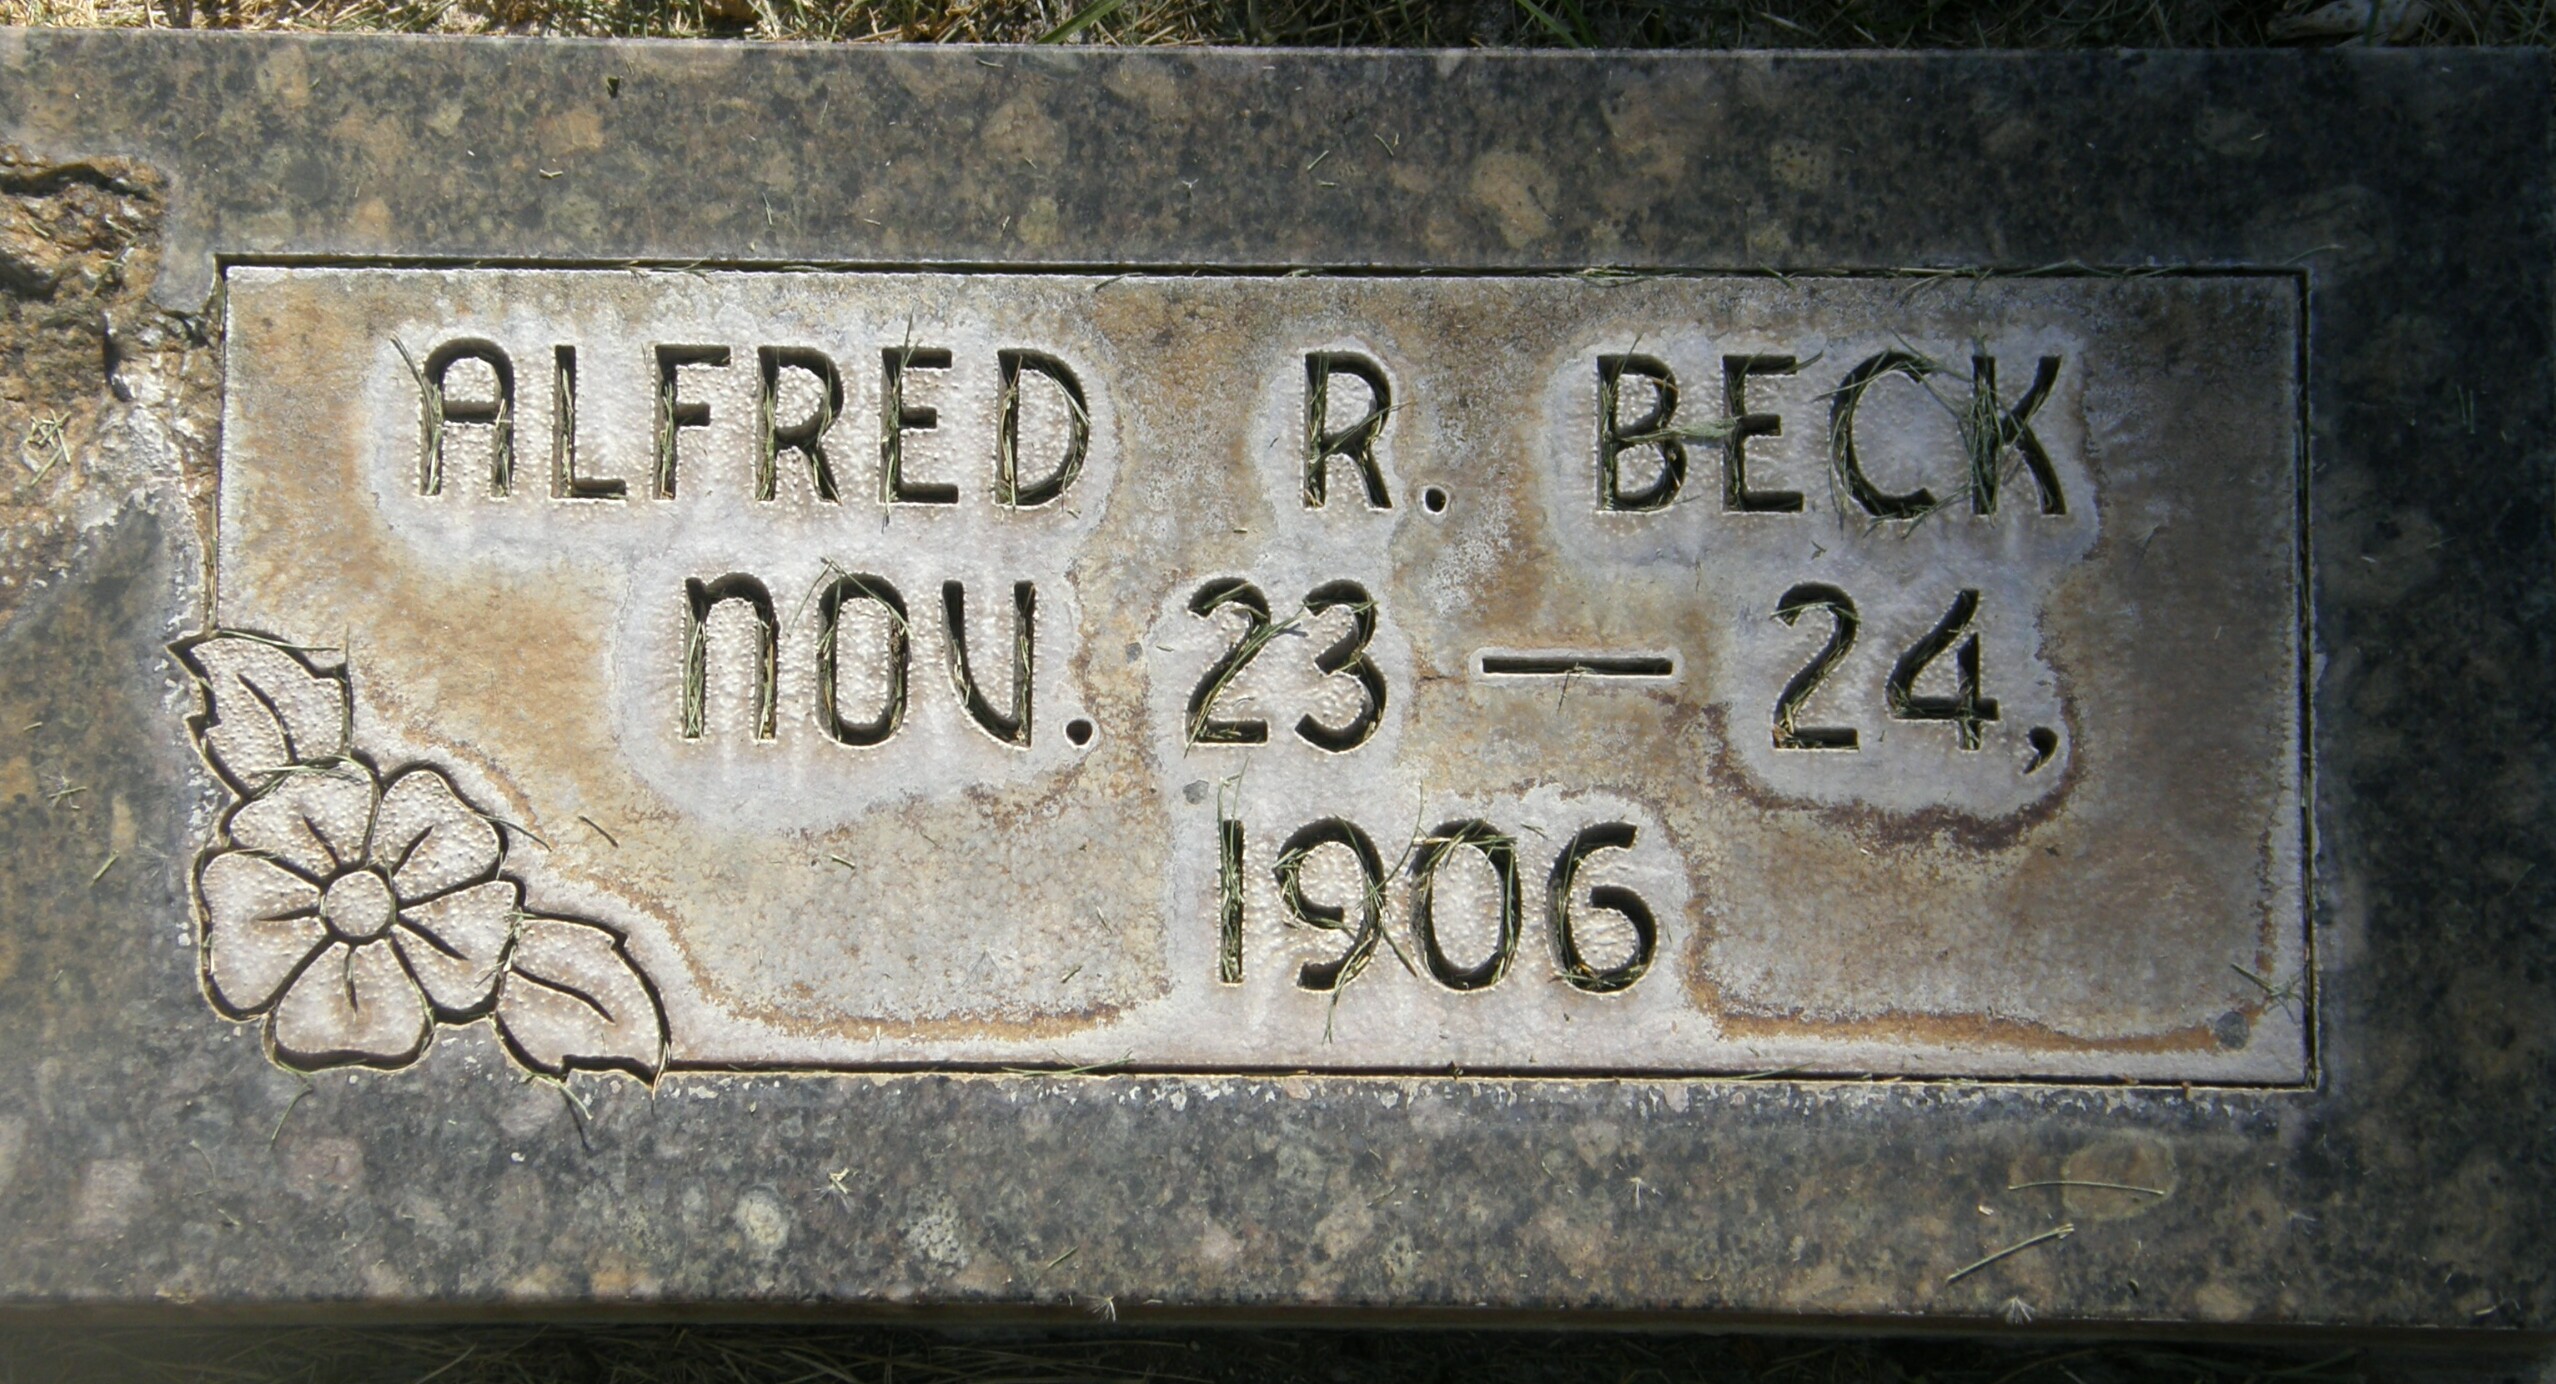 ALFRED R. BECK
NOV. 23 — 24,
1906